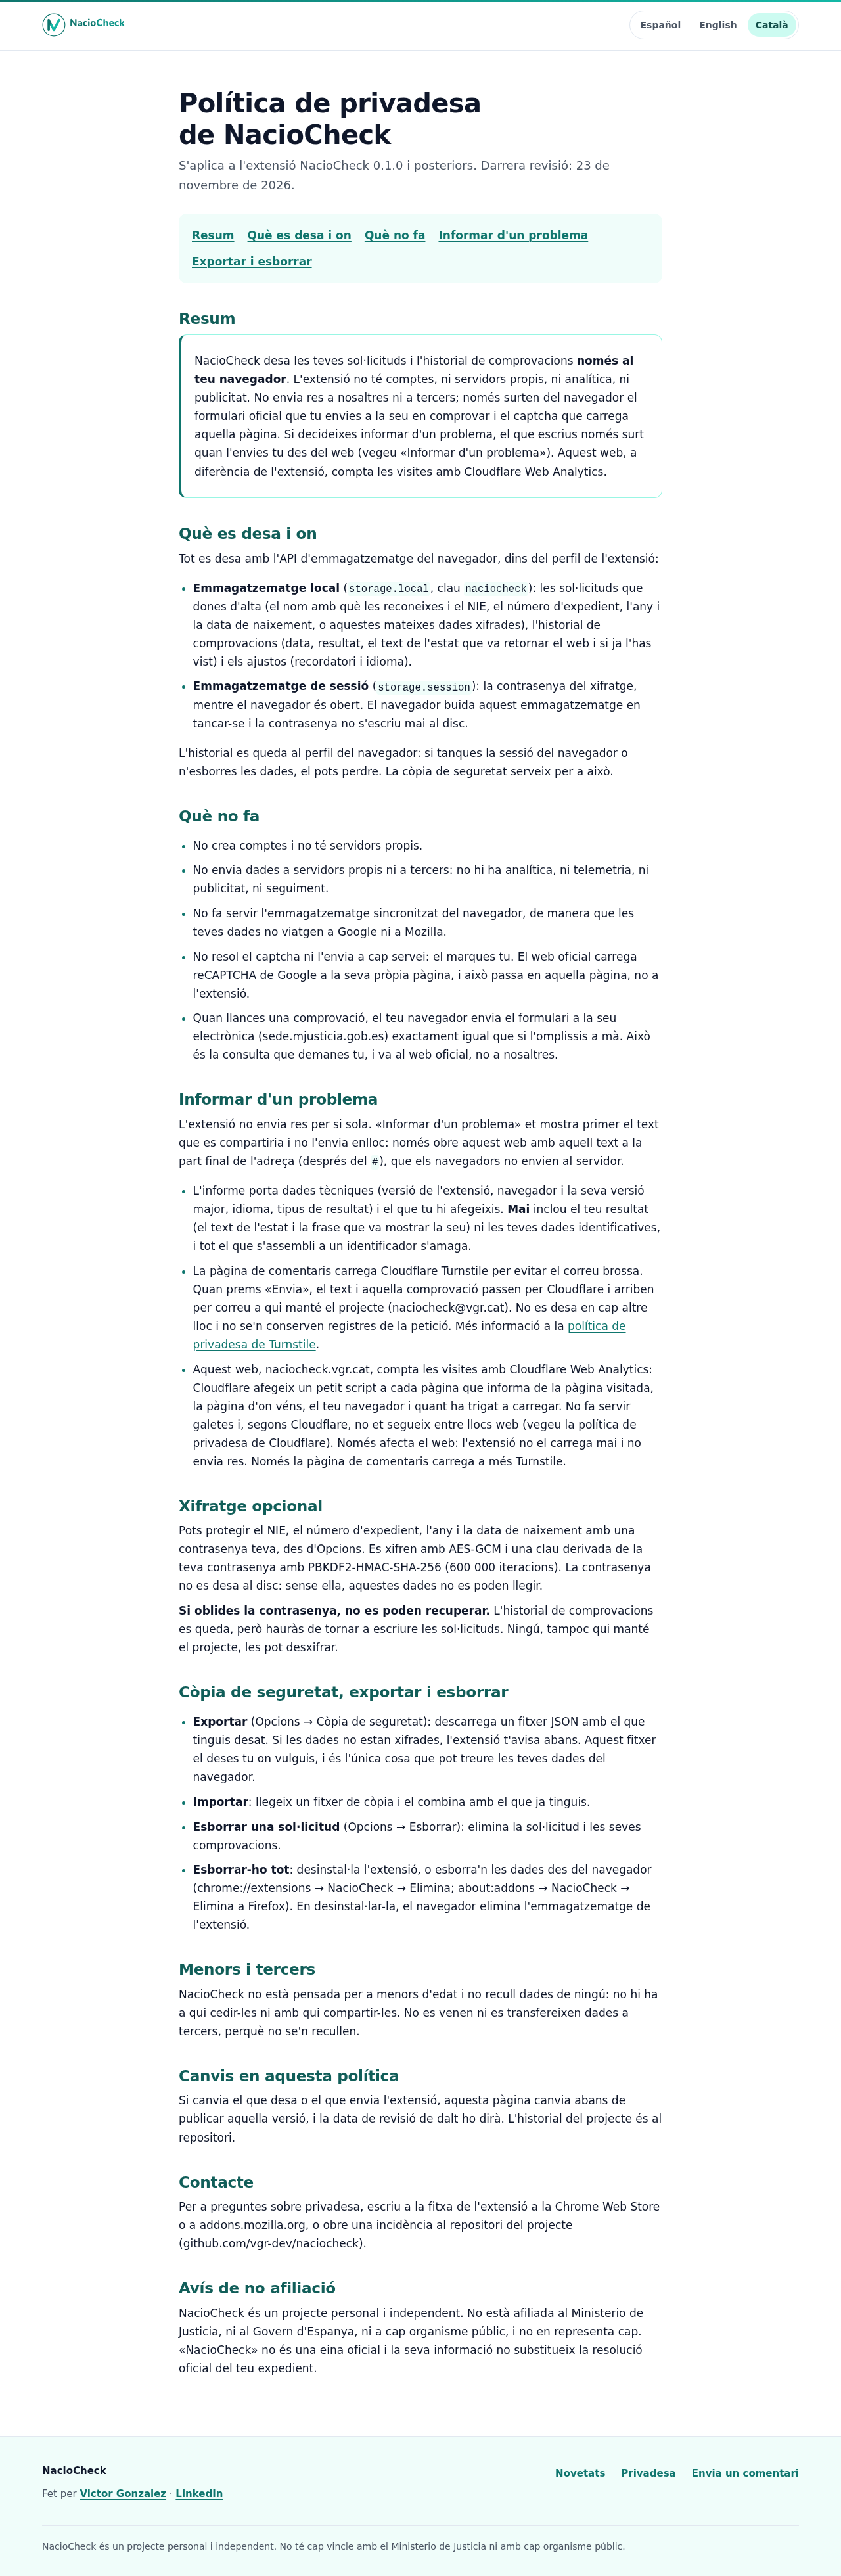 NacioCheck
Español English Català
Política de privadesa
de NacioCheck
S'aplica a l'extensió NacioCheck 0.1.0 i posteriors. Darrera revisió: 23 de
novembre de 2026.
Resum Què es desa i on Què no fa Informar d'un problema
Exportar i esborrar
Resum
NacioCheck desa les teves sol·licituds i l'historial de comprovacions només al
teu navegador. L'extensió no té comptes, ni servidors propis, ni analítica, ni
publicitat. No envia res a nosaltres ni a tercers; només surten del navegador el
formulari oficial que tu envies a la seu en comprovar i el captcha que carrega
aquella pàgina. Si decideixes informar d'un problema, el que escrius només surt
quan l'envies tu des del web (vegeu «Informar d'un problema»). Aquest web, a
diferència de l'extensió, compta les visites amb Cloudflare Web Analytics.
Què es desa i on
Tot es desa amb l'API d'emmagatzematge del navegador, dins del perfil de l'extensió:
• Emmagatzematge local (storage.local, clau naciocheck): les sol·licituds que
dones d'alta (el nom amb què les reconeixes i el NIE, el número d'expedient, l'any i
la data de naixement, o aquestes mateixes dades xifrades), l'historial de
comprovacions (data, resultat, el text de l'estat que va retornar el web i si ja l'has
vist) i els ajustos (recordatori i idioma).
• Emmagatzematge de sessió (storage.session): la contrasenya del xifratge,
mentre el navegador és obert. El navegador buida aquest emmagatzematge en
tancar-se i la contrasenya no s'escriu mai al disc.
L'historial es queda al perfil del navegador: si tanques la sessió del navegador o
n'esborres les dades, el pots perdre. La còpia de seguretat serveix per a això.
Què no fa
• No crea comptes i no té servidors propis.
• No envia dades a servidors propis ni a tercers: no hi ha analítica, ni telemetria, ni
publicitat, ni seguiment.
• No fa servir l'emmagatzematge sincronitzat del navegador, de manera que les
teves dades no viatgen a Google ni a Mozilla.
• No resol el captcha ni l'envia a cap servei: el marques tu. El web oficial carrega
reCAPTCHA de Google a la seva pròpia pàgina, i això passa en aquella pàgina, no a
l'extensió.
• Quan llances una comprovació, el teu navegador envia el formulari a la seu
electrònica (sede.mjusticia.gob.es) exactament igual que si l'omplissis a mà. Això
és la consulta que demanes tu, i va al web oficial, no a nosaltres.
Informar d'un problema
L'extensió no envia res per si sola. «Informar d'un problema» et mostra primer el text
que es compartiria i no l'envia enlloc: només obre aquest web amb aquell text a la
part final de l'adreça (després del #), que els navegadors no envien al servidor.
• L'informe porta dades tècniques (versió de l'extensió, navegador i la seva versió
major, idioma, tipus de resultat) i el que tu hi afegeixis. Mai inclou el teu resultat
(el text de l'estat i la frase que va mostrar la seu) ni les teves dades identificatives,
i tot el que s'assembli a un identificador s'amaga.
• La pàgina de comentaris carrega Cloudflare Turnstile per evitar el correu brossa.
Quan prems «Envia», el text i aquella comprovació passen per Cloudflare i arriben
per correu a qui manté el projecte (naciocheck@vgr.cat). No es desa en cap altre
lloc i no se'n conserven registres de la petició. Més informació a la política de
privadesa de Turnstile.
• Aquest web, naciocheck.vgr.cat, compta les visites amb Cloudflare Web Analytics:
Cloudflare afegeix un petit script a cada pàgina que informa de la pàgina visitada,
la pàgina d'on véns, el teu navegador i quant ha trigat a carregar. No fa servir
galetes i, segons Cloudflare, no et segueix entre llocs web (vegeu la política de
privadesa de Cloudflare). Només afecta el web: l'extensió no el carrega mai i no
envia res. Només la pàgina de comentaris carrega a més Turnstile.
Xifratge opcional
Pots protegir el NIE, el número d'expedient, l'any i la data de naixement amb una
contrasenya teva, des d'Opcions. Es xifren amb AES-GCM i una clau derivada de la
teva contrasenya amb PBKDF2-HMAC-SHA-256 (600 000 iteracions). La contrasenya
no es desa al disc: sense ella, aquestes dades no es poden llegir.
Si oblides la contrasenya, no es poden recuperar. L'historial de comprovacions
es queda, però hauràs de tornar a escriure les sol·licituds. Ningú, tampoc qui manté
el projecte, les pot desxifrar.
Còpia de seguretat, exportar i esborrar
• Exportar (Opcions → Còpia de seguretat): descarrega un fitxer JSON amb el que
tinguis desat. Si les dades no estan xifrades, l'extensió t'avisa abans. Aquest fitxer
el deses tu on vulguis, i és l'única cosa que pot treure les teves dades del
navegador.
• Importar: llegeix un fitxer de còpia i el combina amb el que ja tinguis.
• Esborrar una sol·licitud (Opcions → Esborrar): elimina la sol·licitud i les seves
comprovacions.
• Esborrar-ho tot: desinstal·la l'extensió, o esborra'n les dades des del navegador
(chrome://extensions → NacioCheck → Elimina; about:addons → NacioCheck →
Elimina a Firefox). En desinstal·lar-la, el navegador elimina l'emmagatzematge de
l'extensió.
Menors i tercers
NacioCheck no està pensada per a menors d'edat i no recull dades de ningú: no hi ha
a qui cedir-les ni amb qui compartir-les. No es venen ni es transfereixen dades a
tercers, perquè no se'n recullen.
Canvis en aquesta política
Si canvia el que desa o el que envia l'extensió, aquesta pàgina canvia abans de
publicar aquella versió, i la data de revisió de dalt ho dirà. L'historial del projecte és al
repositori.
Contacte
Per a preguntes sobre privadesa, escriu a la fitxa de l'extensió a la Chrome Web Store
o a addons.mozilla.org, o obre una incidència al repositori del projecte
(github.com/vgr-dev/naciocheck).
Avís de no afiliació
NacioCheck és un projecte personal i independent. No està afiliada al Ministerio de
Justicia, ni al Govern d'Espanya, ni a cap organisme públic, i no en representa cap.
«NacioCheck» no és una eina oficial i la seva informació no substitueix la resolució
oficial del teu expedient.
NacioCheck
Novetats Privadesa Envia un comentari
Fet per Victor Gonzalez · LinkedIn
NacioCheck és un projecte personal i independent. No té cap vincle amb el Ministerio de Justicia ni amb cap organisme públic.